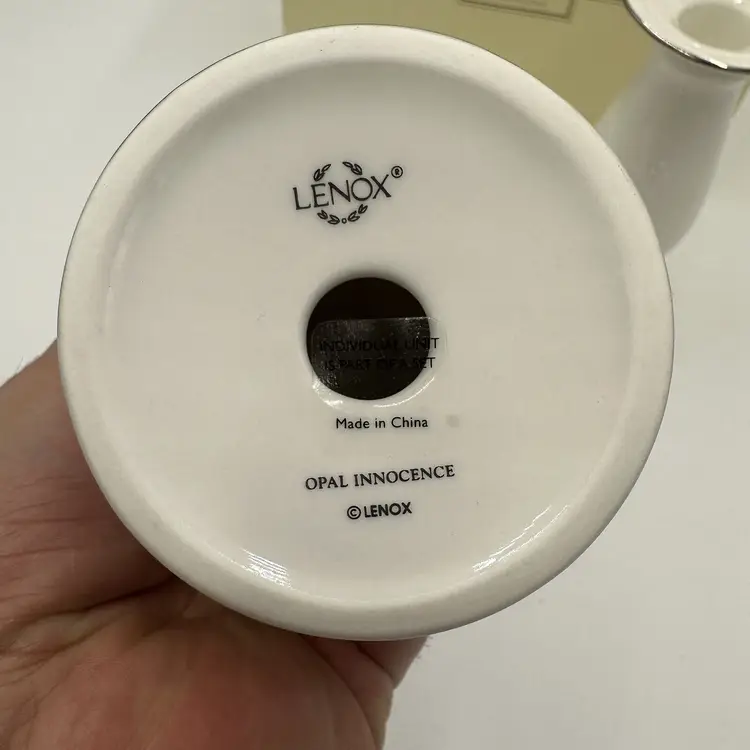 LENOX®
INDIVIDUAL UNIT
IS PART OF A SET
Made in China
OPAL INNOCENCE
© LENOX